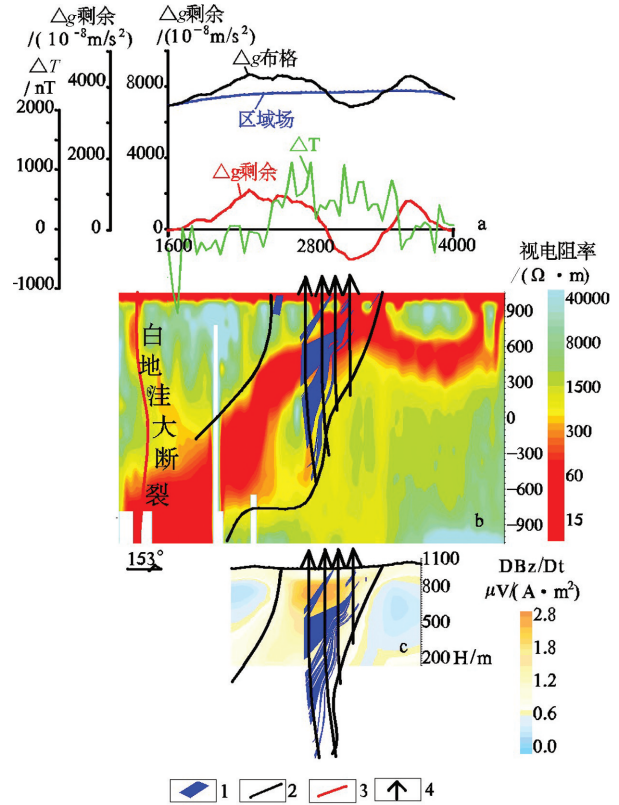 △g剩余
/(10⁻⁸m/s²)
△T
/nT
2000
1000
0
-1000
4000
2000
0
△g剩余
/(10⁻⁸m/s²)
8000
4000
0
△g布格
区域场
△T
△g剩余
a
1600
2800
4000
视电阻率
/(Ω·m)
900
600
300
0
-300
-600
-900
40000
8000
1500
300
60
15
白地洼大断裂
b
153°
1100
800
500
200
H/m
c
DBz/Dt
μV/(A·m²)
2.8
1.8
1.2
0.6
0.0
1
2
3
4